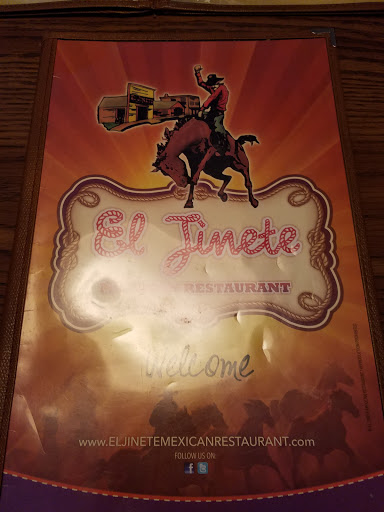 El Jinete
RESTAURANT
Welcome
WWW.ELJINETEMEXICANRESTAURANT.com
FOLLOW US ON: